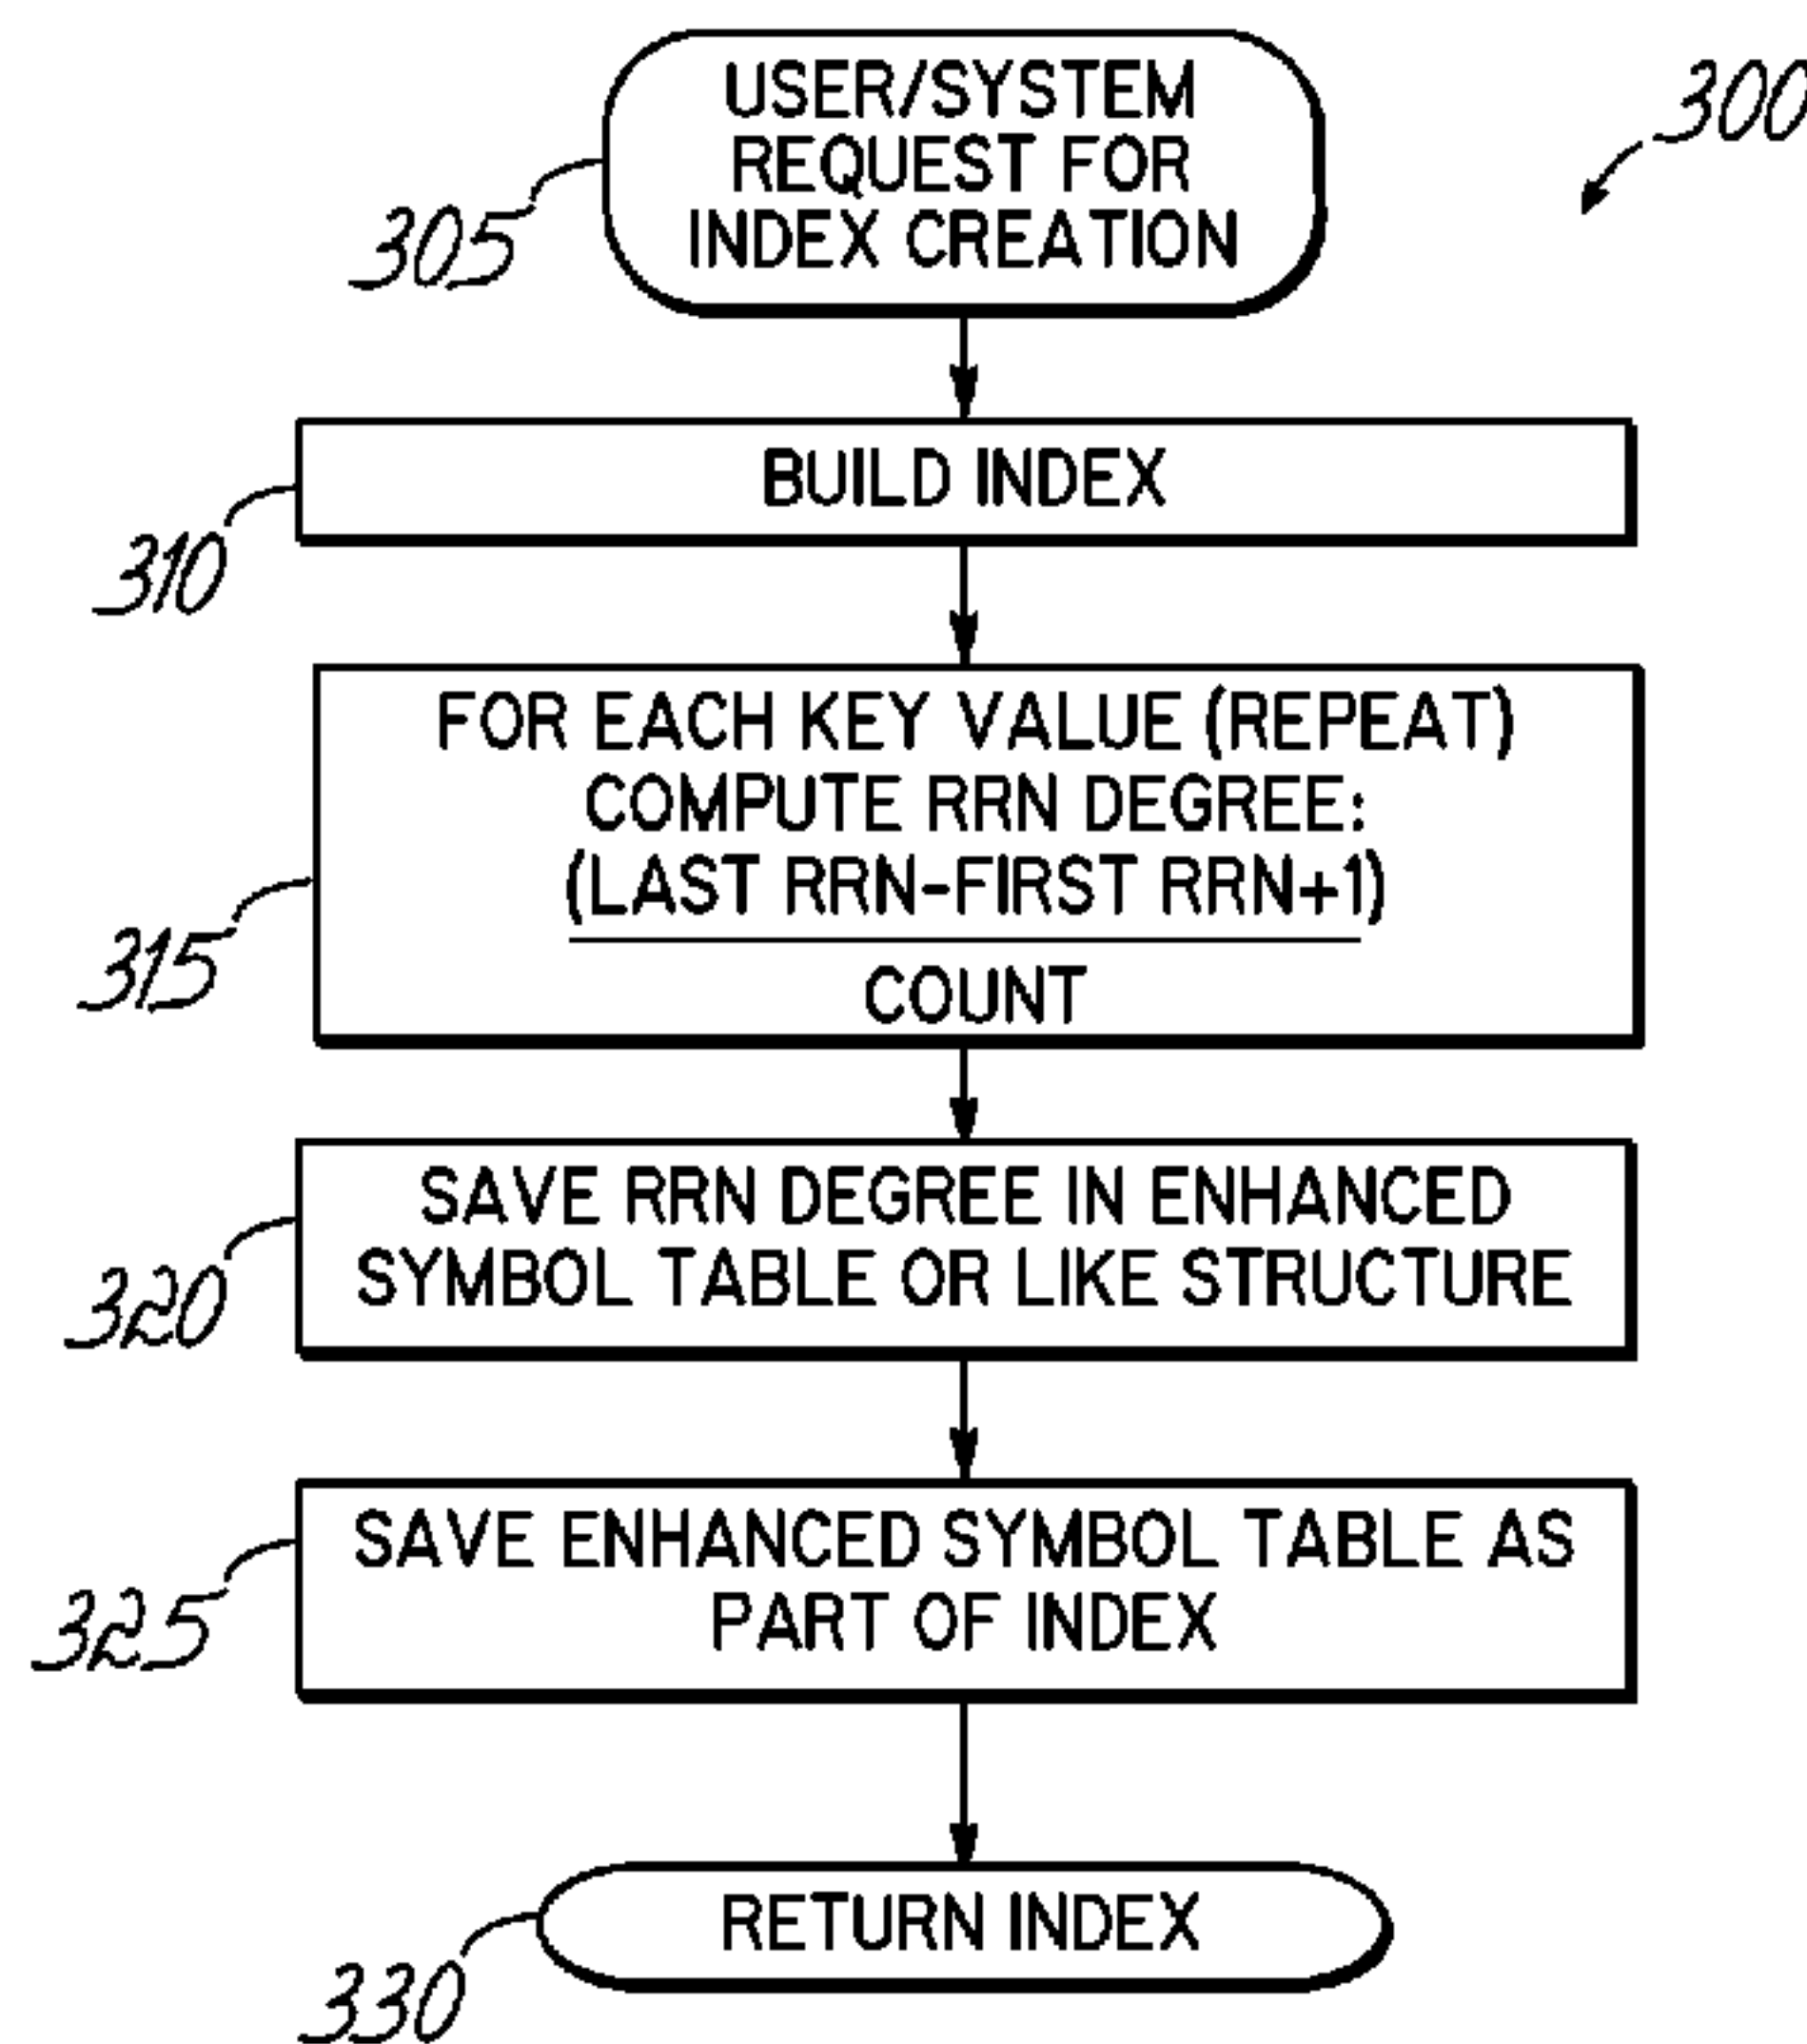 USER/SYSTEM
REQUEST FOR
INDEX CREATION
300
305
BUILD INDEX
310
FOR EACH KEY VALUE (REPEAT)
COMPUTE RRN DEGREE:
(LAST RRN-FIRST RRN+1)
COUNT
315
SAVE RRN DEGREE IN ENHANCED
SYMBOL TABLE OR LIKE STRUCTURE
320
SAVE ENHANCED SYMBOL TABLE AS
PART OF INDEX
325
RETURN INDEX
330